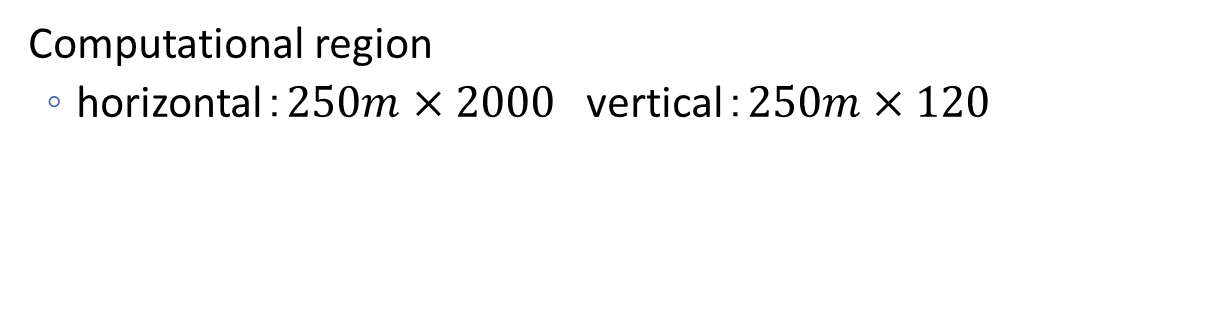 Computational region
◦ horizontal : 250m × 2000 vertical : 250m × 120